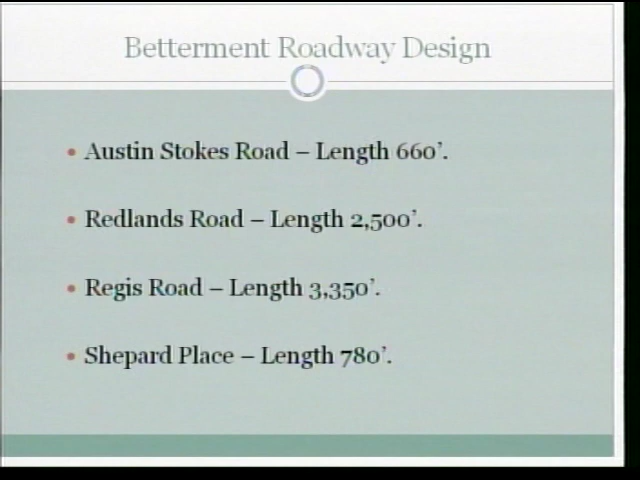 Betterment Roadway Design
• Austin Stokes Road – Length 660’.
• Redlands Road – Length 2,500’.
• Regis Road – Length 3,350’.
• Shepard Place – Length 780’.